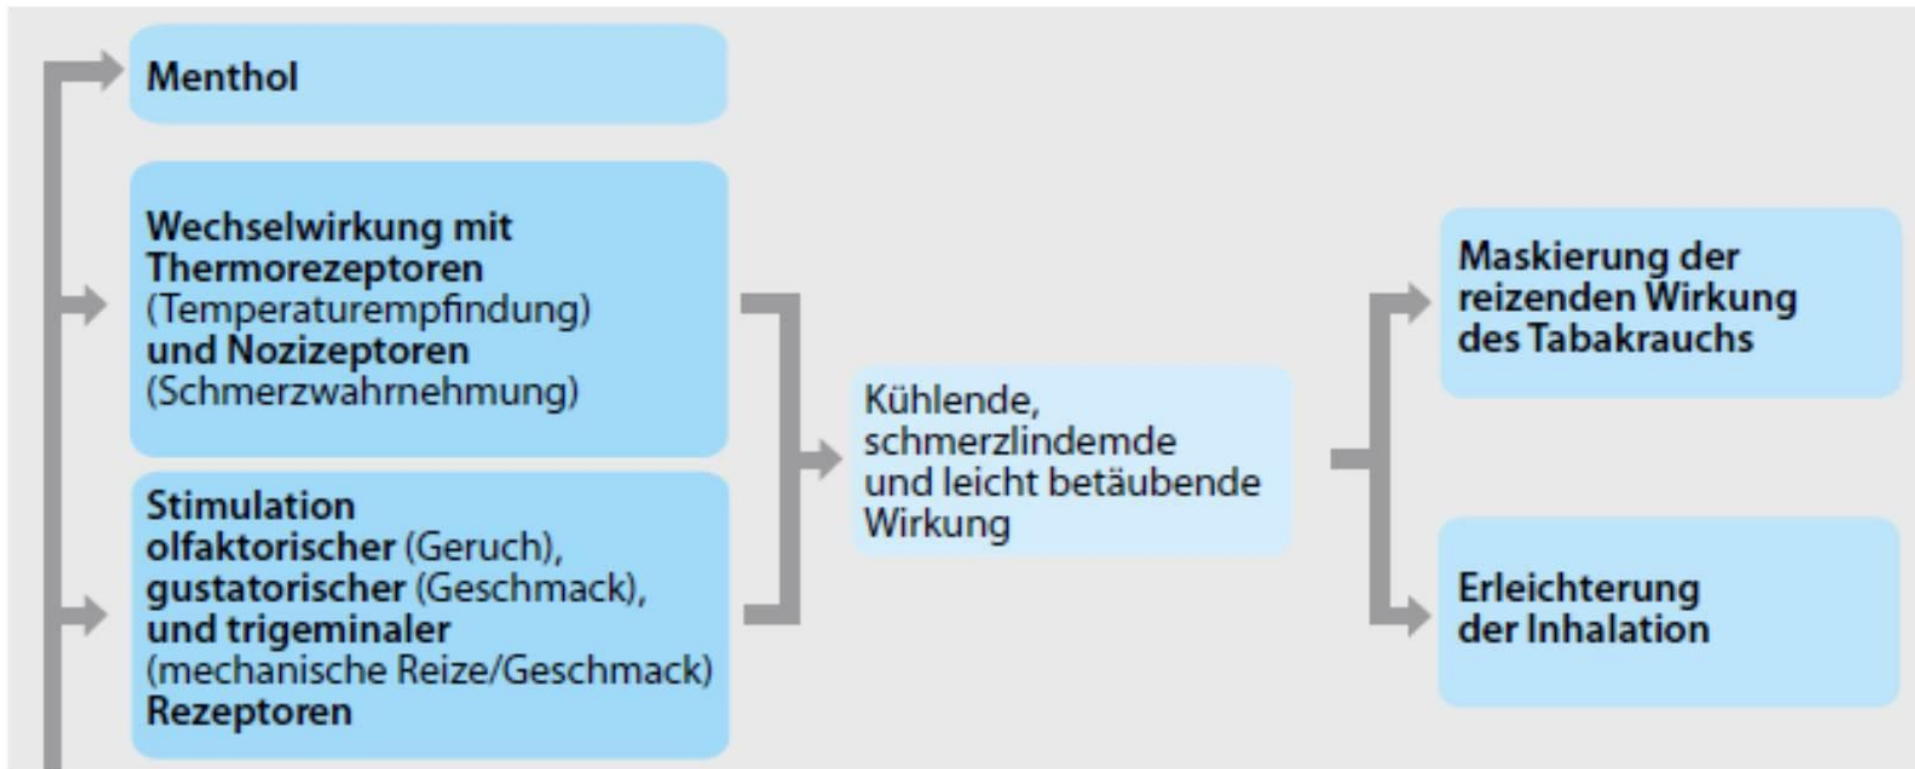 Menthol
Wechselwirkung mit
Thermorezeptoren
(Temperaturempfindung)
und Nozizeptoren
(Schmerzwahrnehmung)
Stimulation
olfaktorischer (Geruch),
gustatorischer (Geschmack),
und trigeminaler
(mechanische Reize/Geschmack)
Rezeptoren
Kühlende,
schmerzlindemde
und leicht betäubende
Wirkung
Maskierung der
reizenden Wirkung
des Tabakrauchs
Erleichterung
der Inhalation